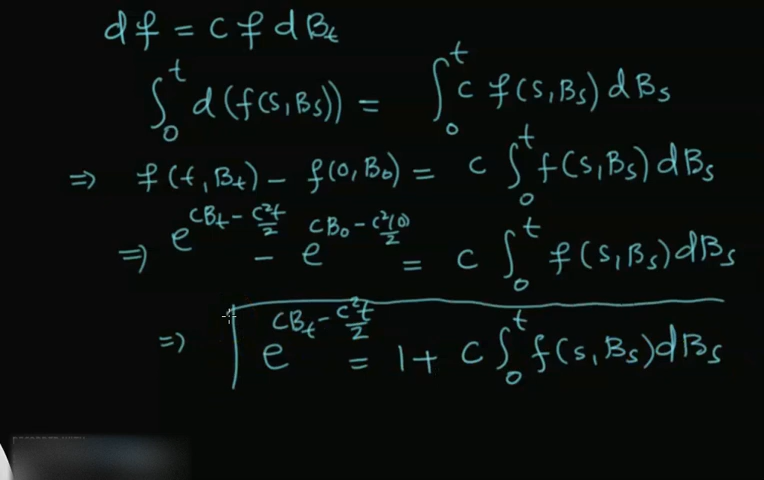 df = c f dB_t
∫_0^t d(f(s,B_s)) = ∫_0^t c f(s,B_s) dB_s
⇒ f(t,B_t) - f(0,B_0) = c ∫_0^t f(s,B_s) dB_s
⇒ e^{cB_t - c²t/2} - e^{cB_0 - c²(0)/2} = c ∫_0^t f(s,B_s) dB_s
⇒ e^{cB_t - c²t/2} = 1 + c ∫_0^t f(s,B_s) dB_s